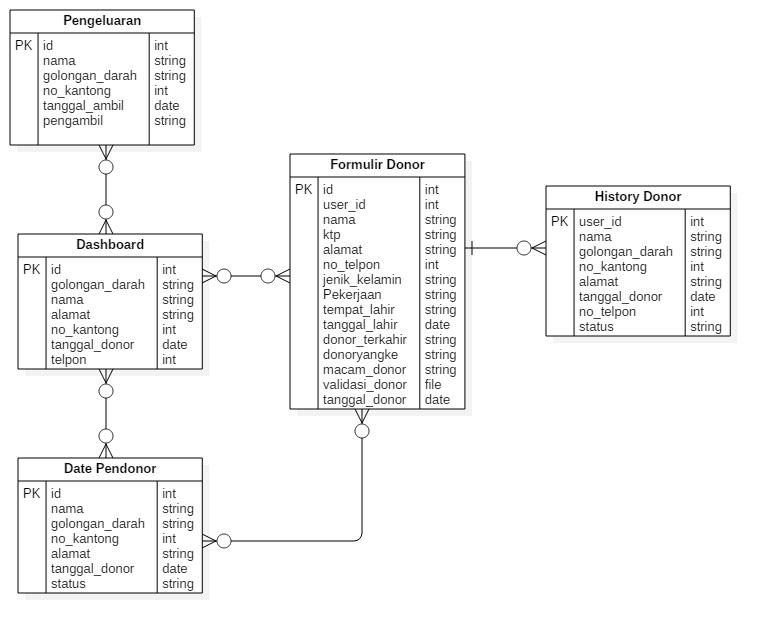 Pengeluaran
PK id int
nama string
golongan_darah string
no_kantong int
tanggal_ambil date
pengambil string
Dashboard
PK id int
golongan_darah string
nama string
alamat string
no_kantong int
tanggal_donor date
telpon int
Date Pendonor
PK id int
nama string
golongan_darah string
no_kantong int
alamat string
tanggal_donor date
status string
Formulir Donor
PK id int
user_id int
nama string
ktp string
alamat string
no_telpon int
jenik_kelamin string
Pekerjaan string
tempat_lahir string
tanggal_lahir date
donor_terkahir string
donoryangke string
macam_donor string
validasi_donor file
tanggal_donor date
History Donor
PK user_id int
nama string
golongan_darah string
no_kantong int
alamat string
tanggal_donor date
no_telpon int
status string